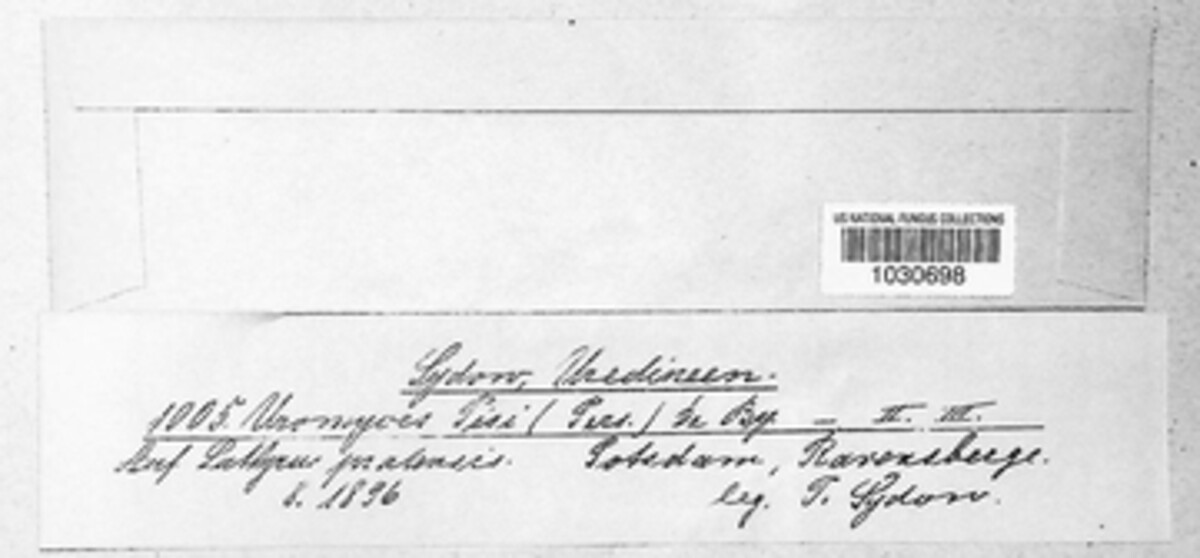 US NATIONAL FUNGUS COLLECTIONS
1030698
Sydow, Uredineen.
1005. Uromyces Pisi (Pers.) De By. — II. III.
Auf Lathyrus pratensis. Potsdam, Ravensberge.
8. 1896 leg. P. Sydow.